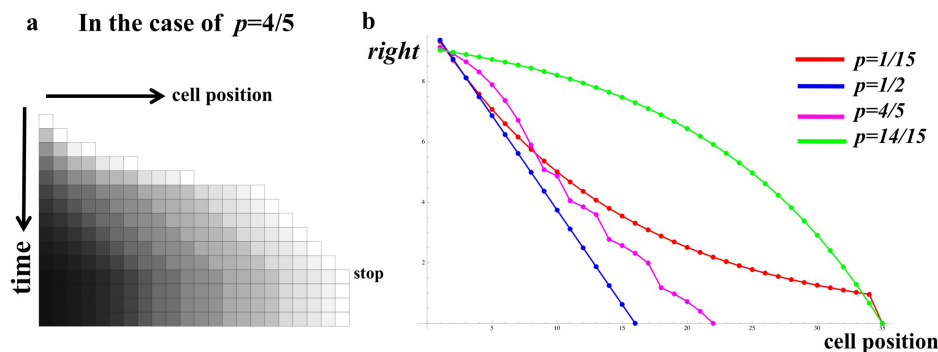 a
In the case of p=4/5
cell position
time
stop
b
right
8
6
4
2
5
10
15
20
25
30
35
cell position
p=1/15
p=1/2
p=4/5
p=14/15